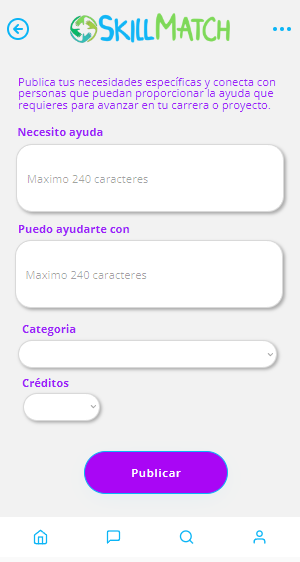 SKILLMATCH
Publica tus necesidades específicas y conecta con
personas que puedan proporcionar la ayuda que
requieres para avanzar en tu carrera o proyecto.
Necesito ayuda
Maximo 240 caracteres
Puedo ayudarte con
Maximo 240 caracteres
Categoria
Créditos
Publicar